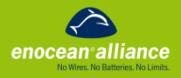 enocean alliance
No Wires. No Batteries. No Limits.